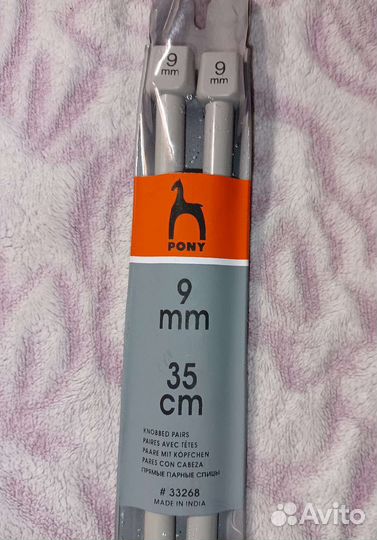 9
mm
9
mm
PONY
9
mm
35
cm
KNOBBED PAIRS
PAIRES AVEC TÊTES
PAARE MIT KÖPFCHEN
PARES CON CABEZA
ПРЯМЫЕ ПАРНЫЕ СПИЦЫ
# 33268
MADE IN INDIA
Avito